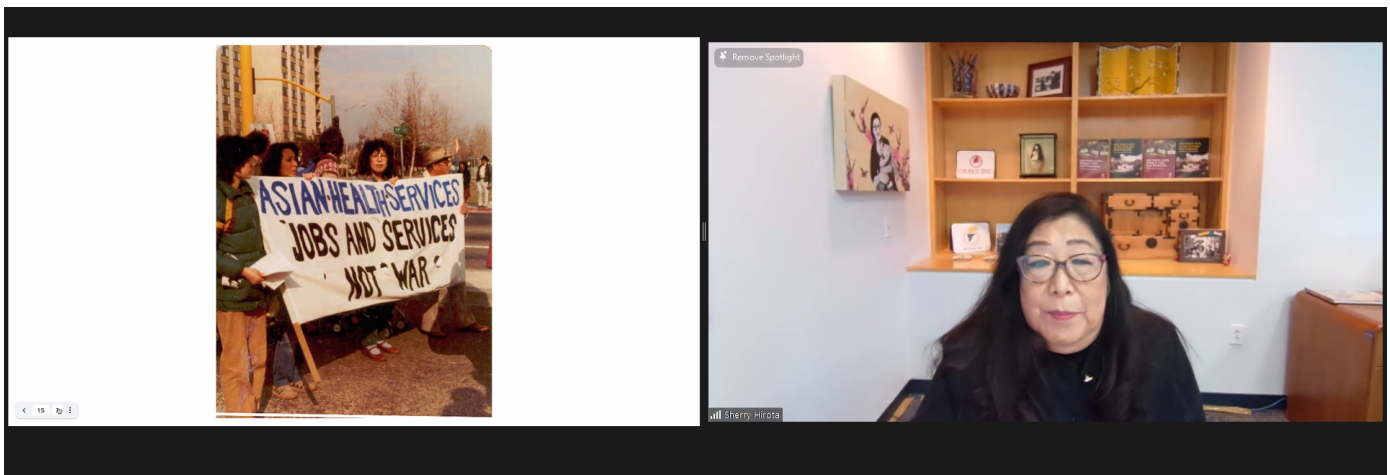 ASIAN·HEALTH·SERVICES
JOBS AND SERVICES
NOT WAR
15
Remove Spotlight
Sherry Hirota